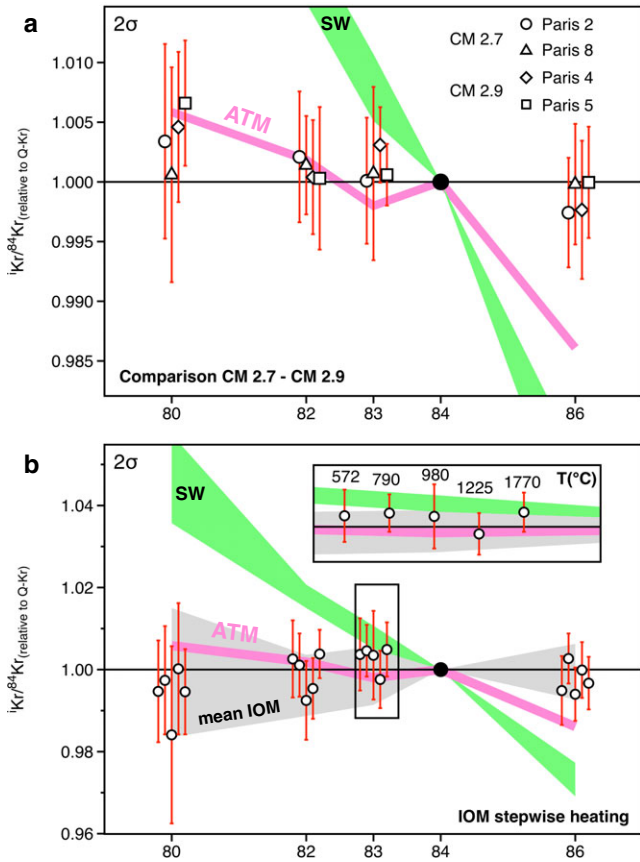 a
2σ
SW
Paris 2
CM 2.7
Paris 8
Paris 4
CM 2.9
Paris 5
ATM
1.010
1.005
1.000
0.995
0.990
0.985
ⁱKr/⁸⁴Kr(relative to Q-Kr)
Comparison CM 2.7 - CM 2.9
80 82 83 84 86
b
2σ
SW
T(°C)
572 790 980 1225 1770
ATM
mean IOM
1.04
1.02
1.00
0.98
0.96
ⁱKr/⁸⁴Kr(relative to Q-Kr)
IOM stepwise heating
80 82 83 84 86